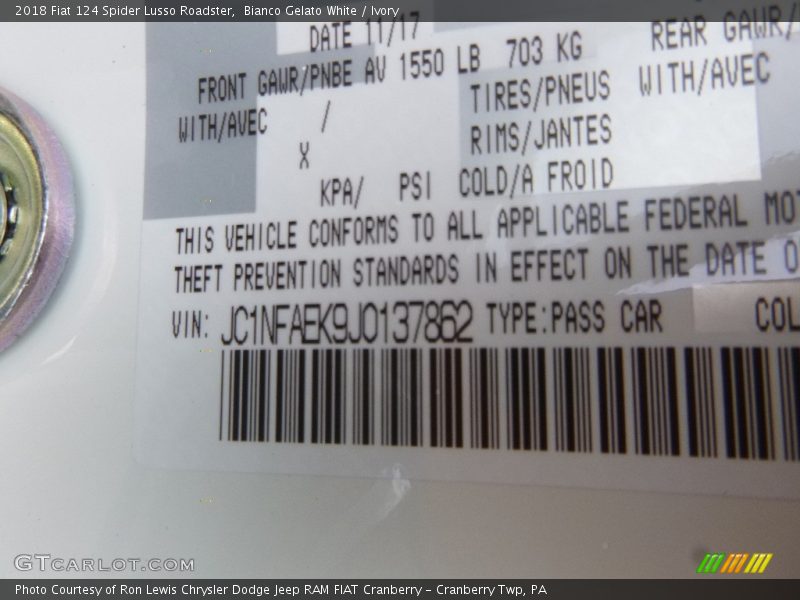 2018 Fiat 124 Spider Lusso Roadster, Bianco Gelato White / Ivory
DATE 11/17
FRONT GAWR/PNBE AV 1550 LB 703 KG REAR GAWR/
WITH/AVEC / TIRES/PNEUS WITH/AVEC
X RIMS/JANTES
KPA/ PSI COLD/A FROID
THIS VEHICLE CONFORMS TO ALL APPLICABLE FEDERAL MOT
THEFT PREVENTION STANDARDS IN EFFECT ON THE DATE O
VIN: JC1NFAEK9J0137862 TYPE:PASS CAR COL
GTCARLOT.COM
Photo Courtesy of Ron Lewis Chrysler Dodge Jeep RAM FIAT Cranberry – Cranberry Twp, PA